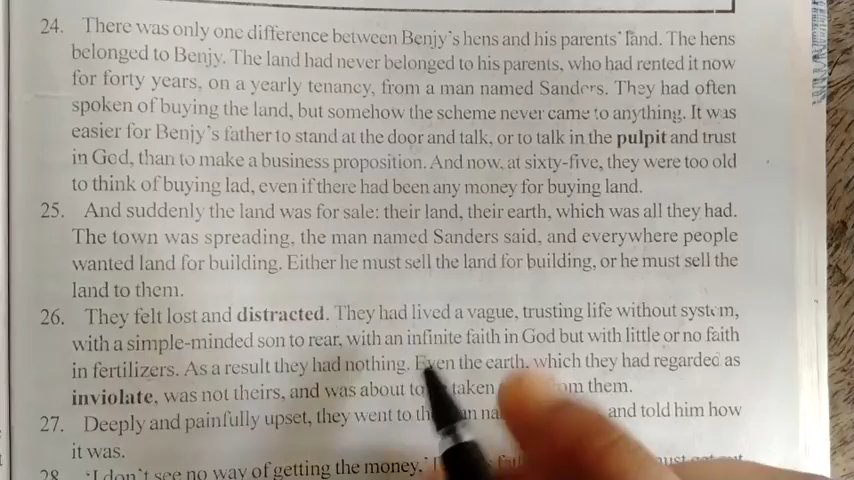 24. There was only one difference between Benjy's hens and his parents' land. The hens
belonged to Benjy. The land had never belonged to his parents, who had rented it now
for forty years, on a yearly tenancy, from a man named Sanders. They had often
spoken of buying the land, but somehow the scheme never came to anything. It was
easier for Benjy's father to stand at the door and talk, or to talk in the pulpit and trust
in God, than to make a business proposition. And now, at sixty-five, they were too old
to think of buying lad, even if there had been any money for buying land.
25. And suddenly the land was for sale: their land, their earth, which was all they had.
The town was spreading, the man named Sanders said, and everywhere people
wanted land for building. Either he must sell the land for building, or he must sell the
land to them.
26. They felt lost and distracted. They had lived a vague, trusting life without system,
with a simple-minded son to rear, with an infinite faith in God but with little or no faith
in fertilizers. As a result they had nothing. Even the earth, which they had regarded as
inviolate, was not theirs, and was about to taken from them.
27. Deeply and painfully upset, they went to and told him how
it was.
28. 'I don't see no way of getting the money,'